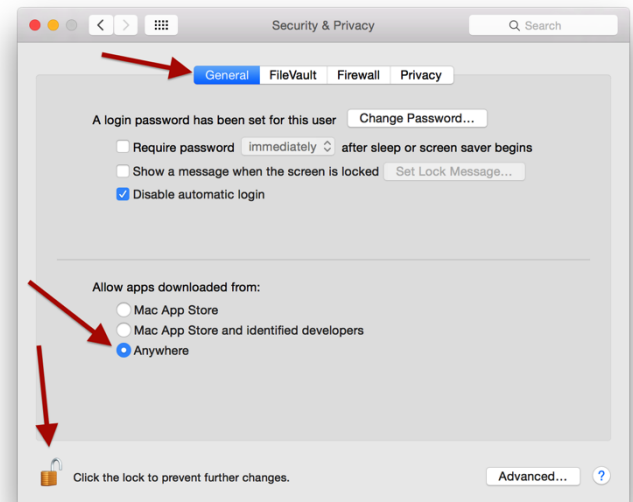 Security & Privacy
Search
General FileVault Firewall Privacy
A login password has been set for this user Change Password...
Require password immediately after sleep or screen saver begins
Show a message when the screen is locked Set Lock Message...
Disable automatic login
Allow apps downloaded from:
Mac App Store
Mac App Store and identified developers
Anywhere
Click the lock to prevent further changes.
Advanced... ?